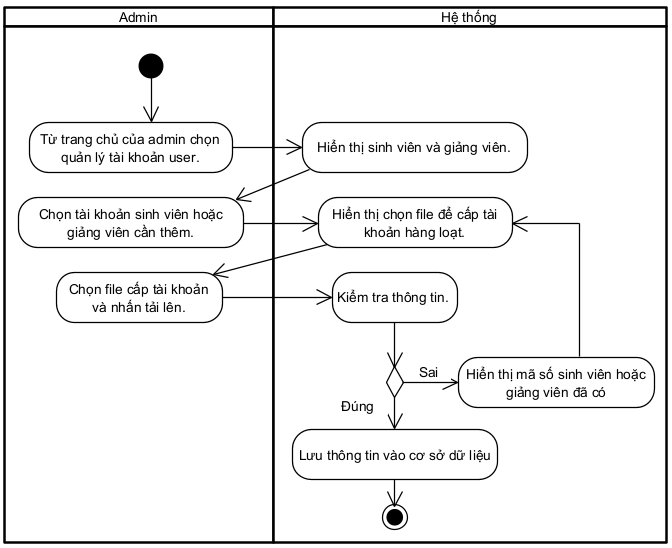 Admin
Hệ thống
Từ trang chủ của admin chọn
quản lý tài khoản user.
Hiển thị sinh viên và giảng viên.
Chọn tài khoản sinh viên hoặc
giảng viên cần thêm.
Hiển thị chọn file để cấp tài
khoản hàng loạt.
Chọn file cấp tài khoản
và nhấn tải lên.
Kiểm tra thông tin.
Sai
Hiển thị mã số sinh viên hoặc
giảng viên đã có
Đúng
Lưu thông tin vào cơ sở dữ liệu